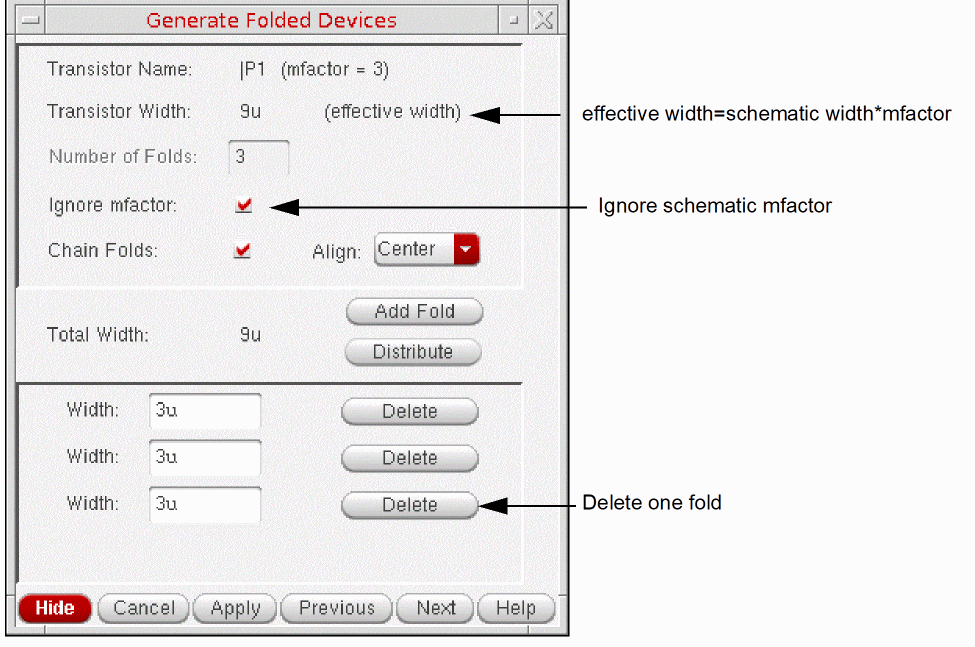 Generate Folded Devices
Transistor Name: |P1 (mfactor = 3)
Transistor Width: 9u (effective width)
effective width=schematic width*mfactor
Number of Folds: 3
Ignore mfactor:
Ignore schematic mfactor
Chain Folds: Align: Center
Add Fold
Total Width: 9u
Distribute
Width: 3u Delete
Width: 3u Delete
Width: 3u Delete
Delete one fold
Hide Cancel Apply Previous Next Help